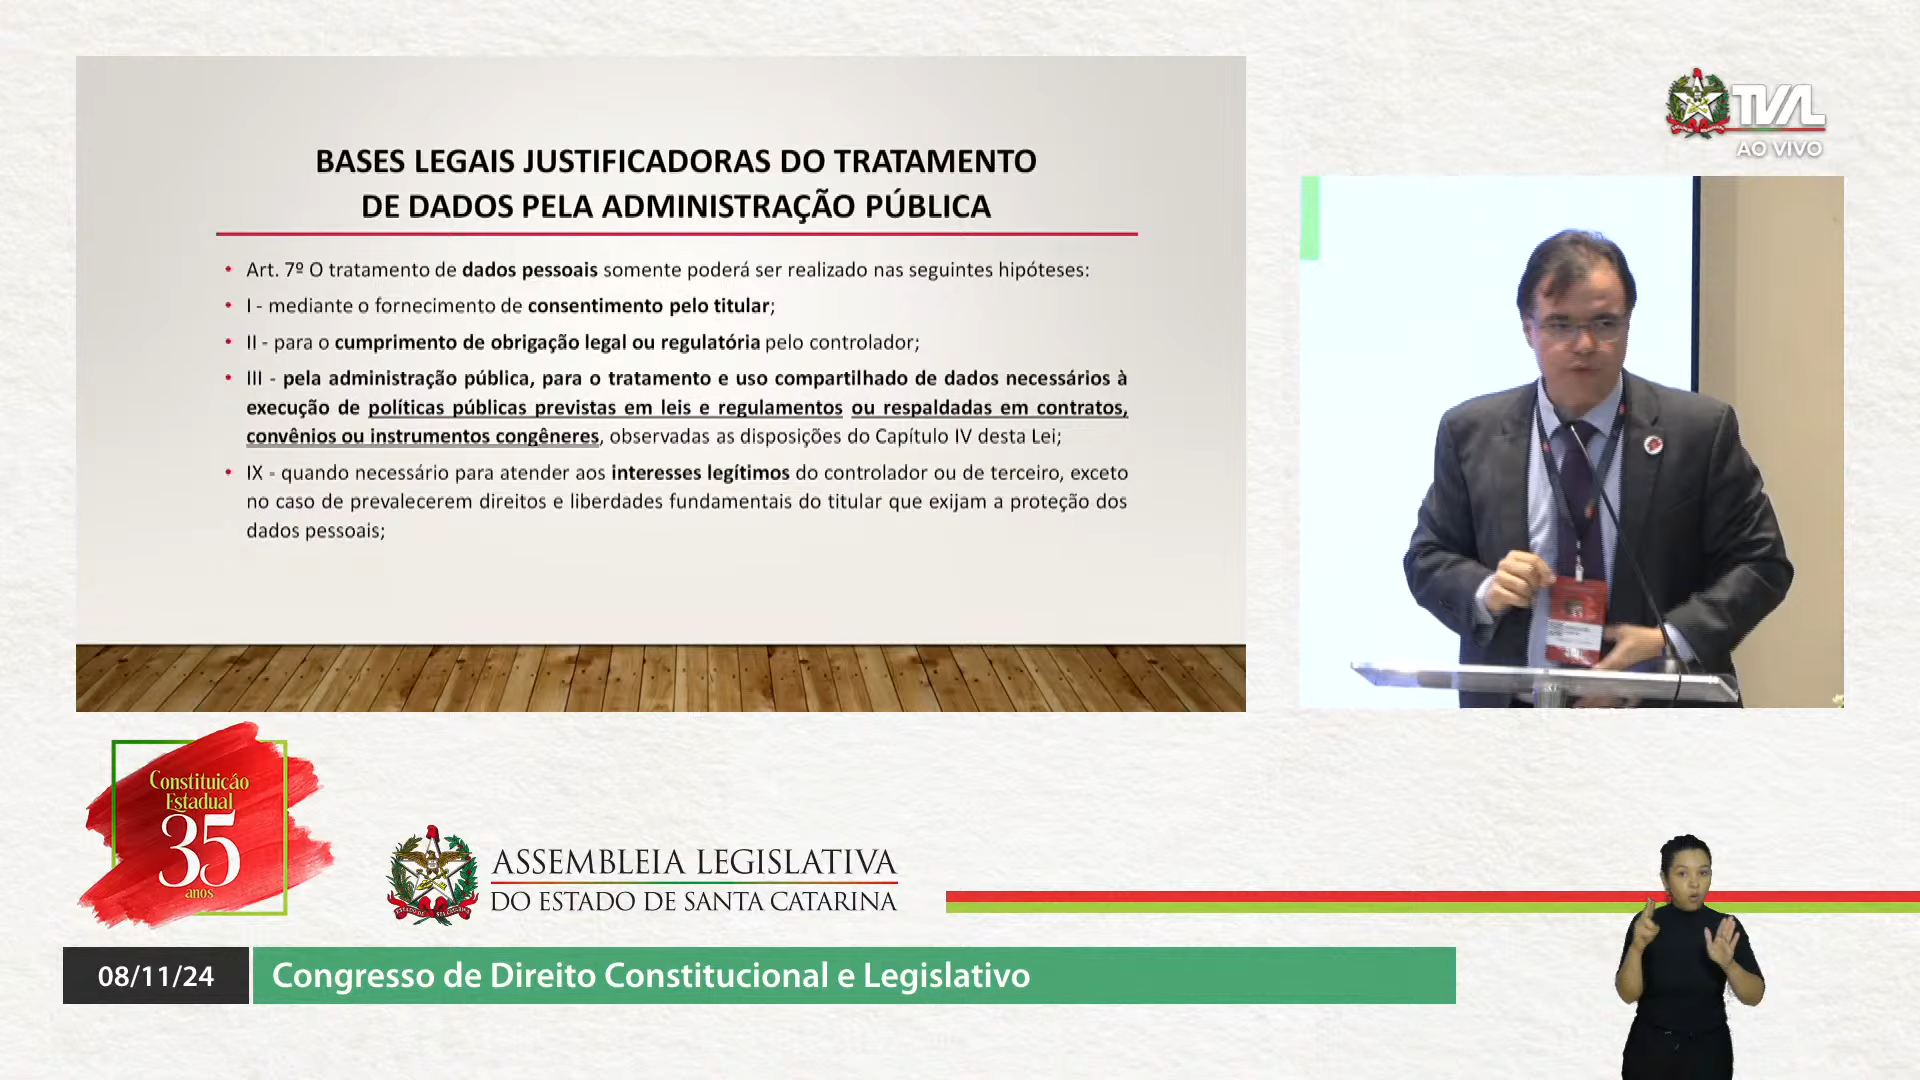 BASES LEGAIS JUSTIFICADORAS DO TRATAMENTO
DE DADOS PELA ADMINISTRAÇÃO PÚBLICA
• Art. 7º O tratamento de dados pessoais somente poderá ser realizado nas seguintes hipóteses:
• I - mediante o fornecimento de consentimento pelo titular;
• II - para o cumprimento de obrigação legal ou regulatória pelo controlador;
• III - pela administração pública, para o tratamento e uso compartilhado de dados necessários à
execução de políticas públicas previstas em leis e regulamentos ou respaldadas em contratos,
convênios ou instrumentos congêneres, observadas as disposições do Capítulo IV desta Lei;
• IX - quando necessário para atender aos interesses legítimos do controlador ou de terceiro, exceto
no caso de prevalecerem direitos e liberdades fundamentais do titular que exijam a proteção dos
dados pessoais;
TVAL
AO VIVO
Constituição
Estadual
35
anos
ASSEMBLEIA LEGISLATIVA
DO ESTADO DE SANTA CATARINA
08/11/24
Congresso de Direito Constitucional e Legislativo